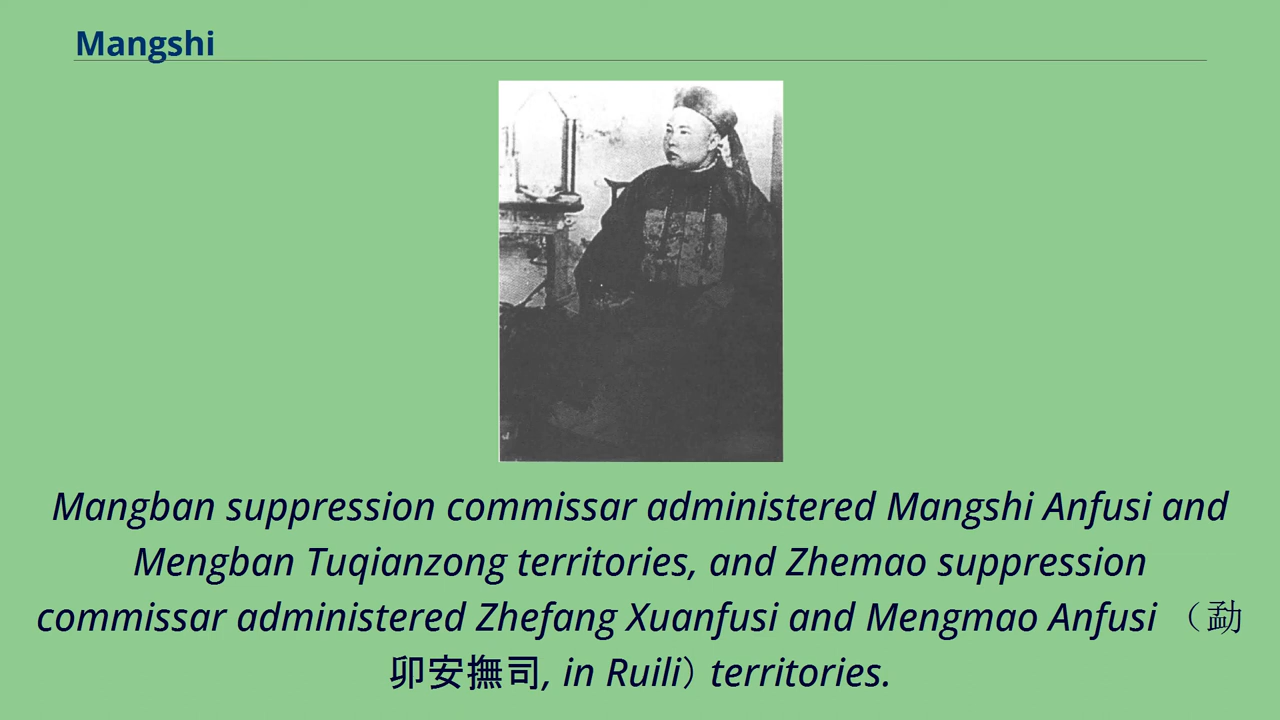 Mangshi
Mangban suppression commissar administered Mangshi Anfusi and
Mengban Tuqianzong territories, and Zhemao suppression
commissar administered Zhefang Xuanfusi and Mengmao Anfusi （勐
卯安撫司, in Ruili）territories.